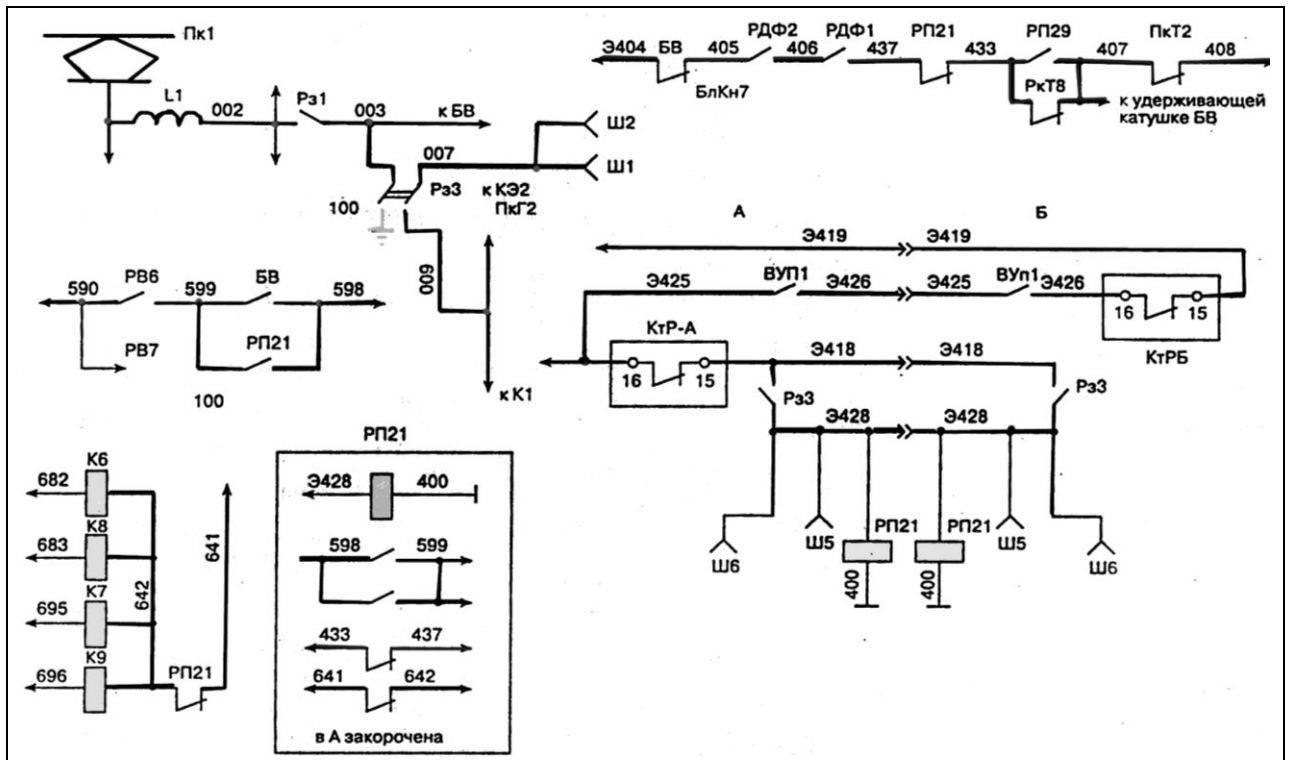 Пк1
L1
002
Рз1
003
к БВ
007
Ш2
Ш1
Рз3
к КЭ2
ПкГ2
100
009
к К1
Э404
БВ
405
РДФ2
406
РДФ1
437
РП21
433
РП29
407
ПкТ2
408
БлКн7
РкТ8
к удерживающей
катушке БВ
590
РВ6
599
БВ
598
РП21
РВ7
100
А
Б
Э419
Э419
Э425
ВУП1
Э426
Э425
ВУп1
Э426
16
15
КтРБ
КтР-А
16
15
Э418
Э418
Рз3
Рз3
Э428
Э428
Ш6
Ш5
РП21
РП21
Ш5
Ш6
400
400
682
К6
683
К8
695
К7
696
К9
642
641
РП21
РП21
Э428
400
598
599
433
437
641
642
в А закорочена